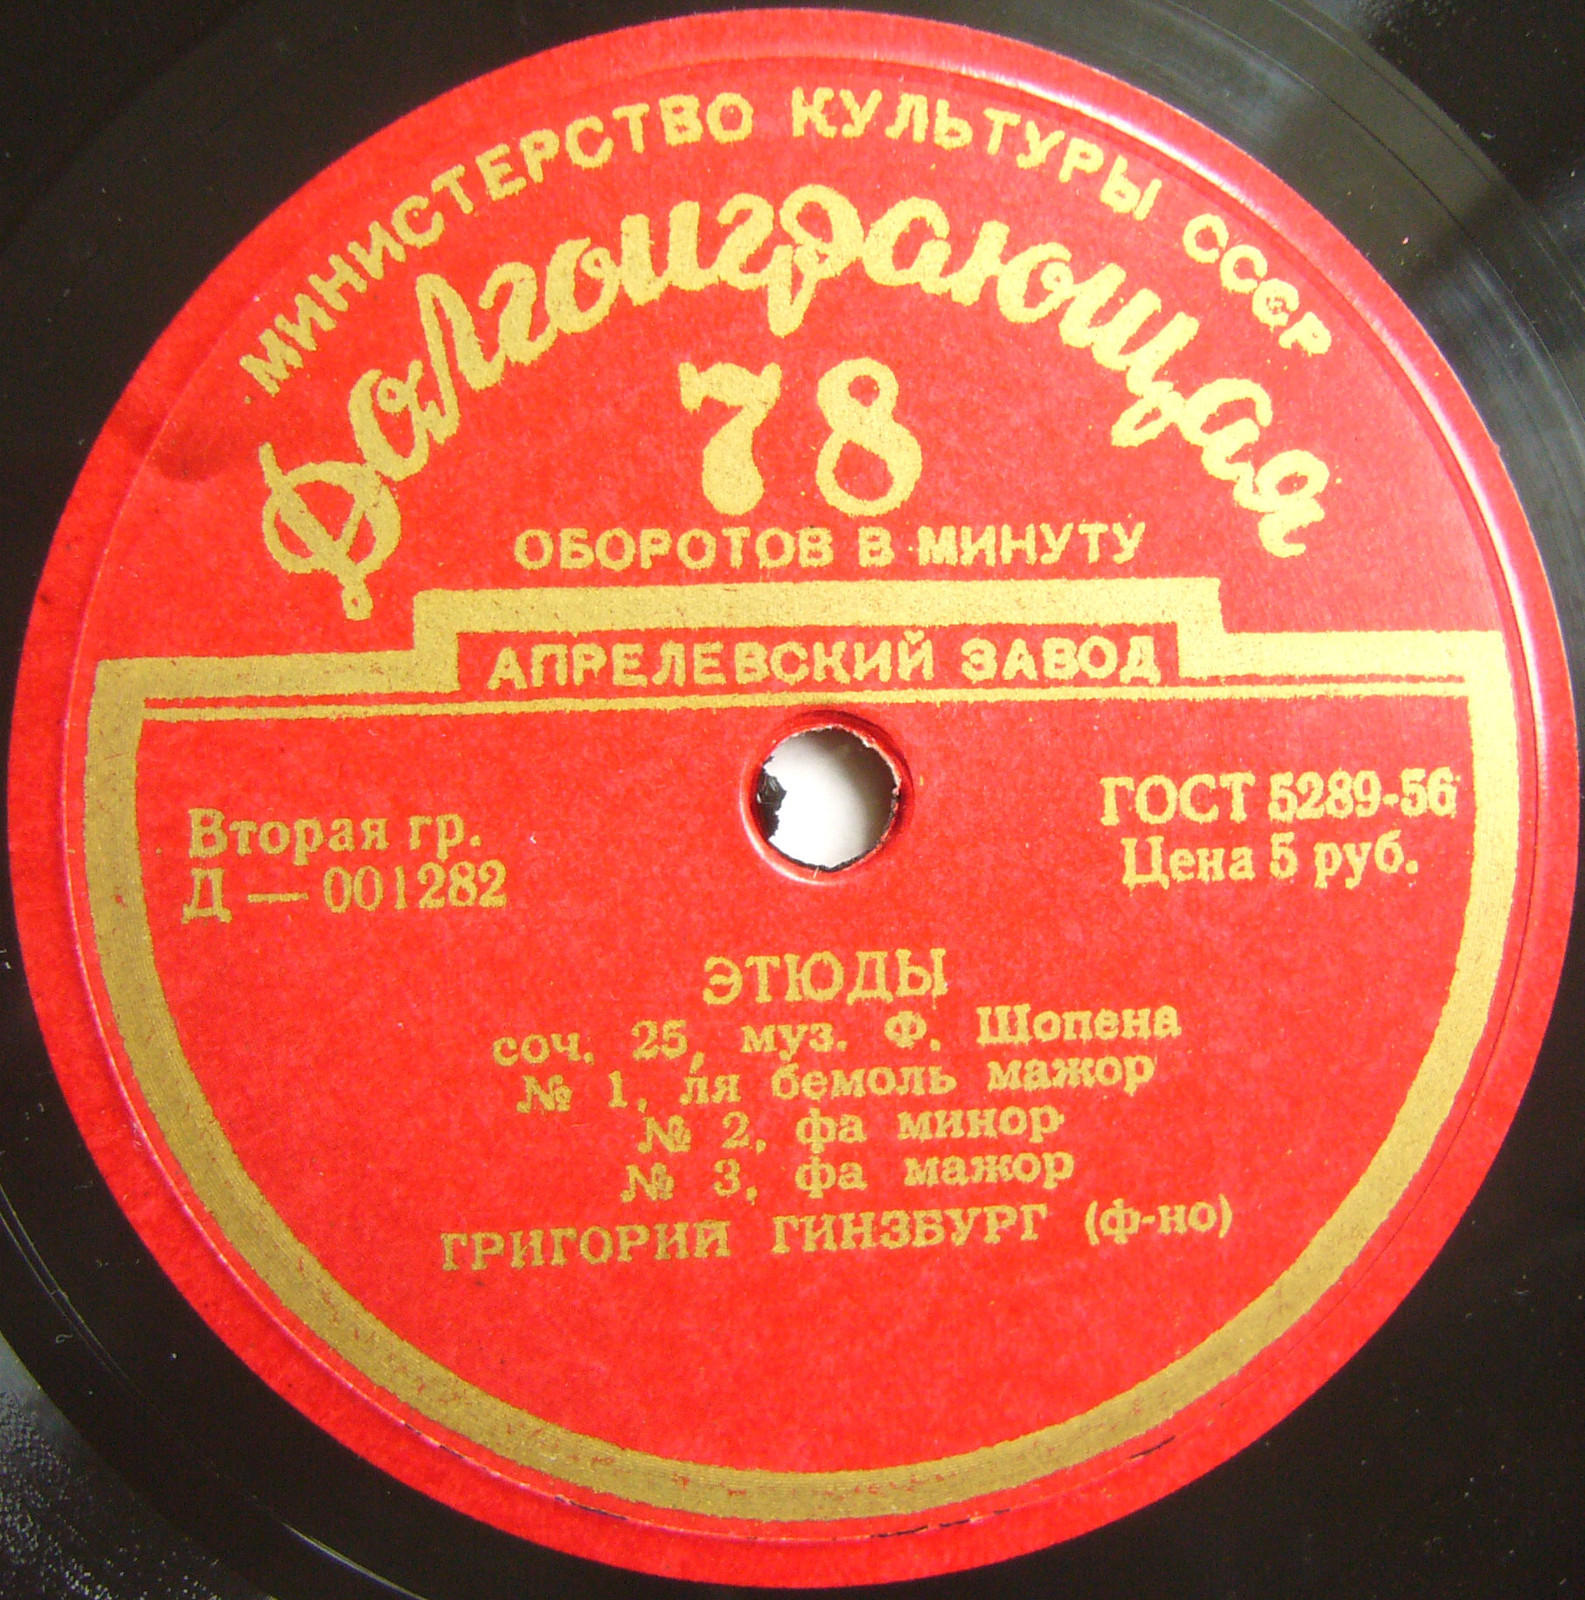 МИНИСТЕРСТВО КУЛЬТУРЫ СССР
Долгоиграющая
78
ОБОРОТОВ В МИНУТУ
АПРЕЛЕВСКИЙ ЗАВОД
Вторая гр.
Д — 001282
ГОСТ 5289-56
Цена 5 руб.
ЭТЮДЫ
соч. 25, муз. Ф. Шопена
№ 1, ля бемоль мажор
№ 2, фа минор
№ 3, фа мажор
ГРИГОРИЙ ГИНЗБУРГ (ф-но)